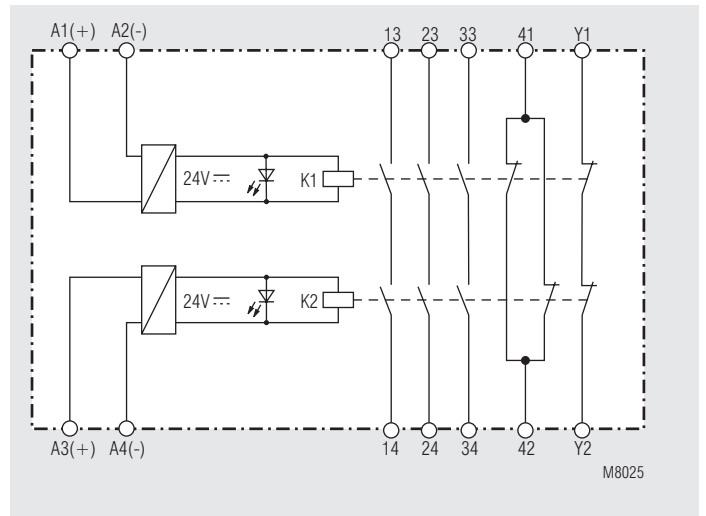 A1(+) A2(-) 13 23 33 41 Y1
24V K1
24V K2
A3(+) A4(-) 14 24 34 42 Y2
M8025